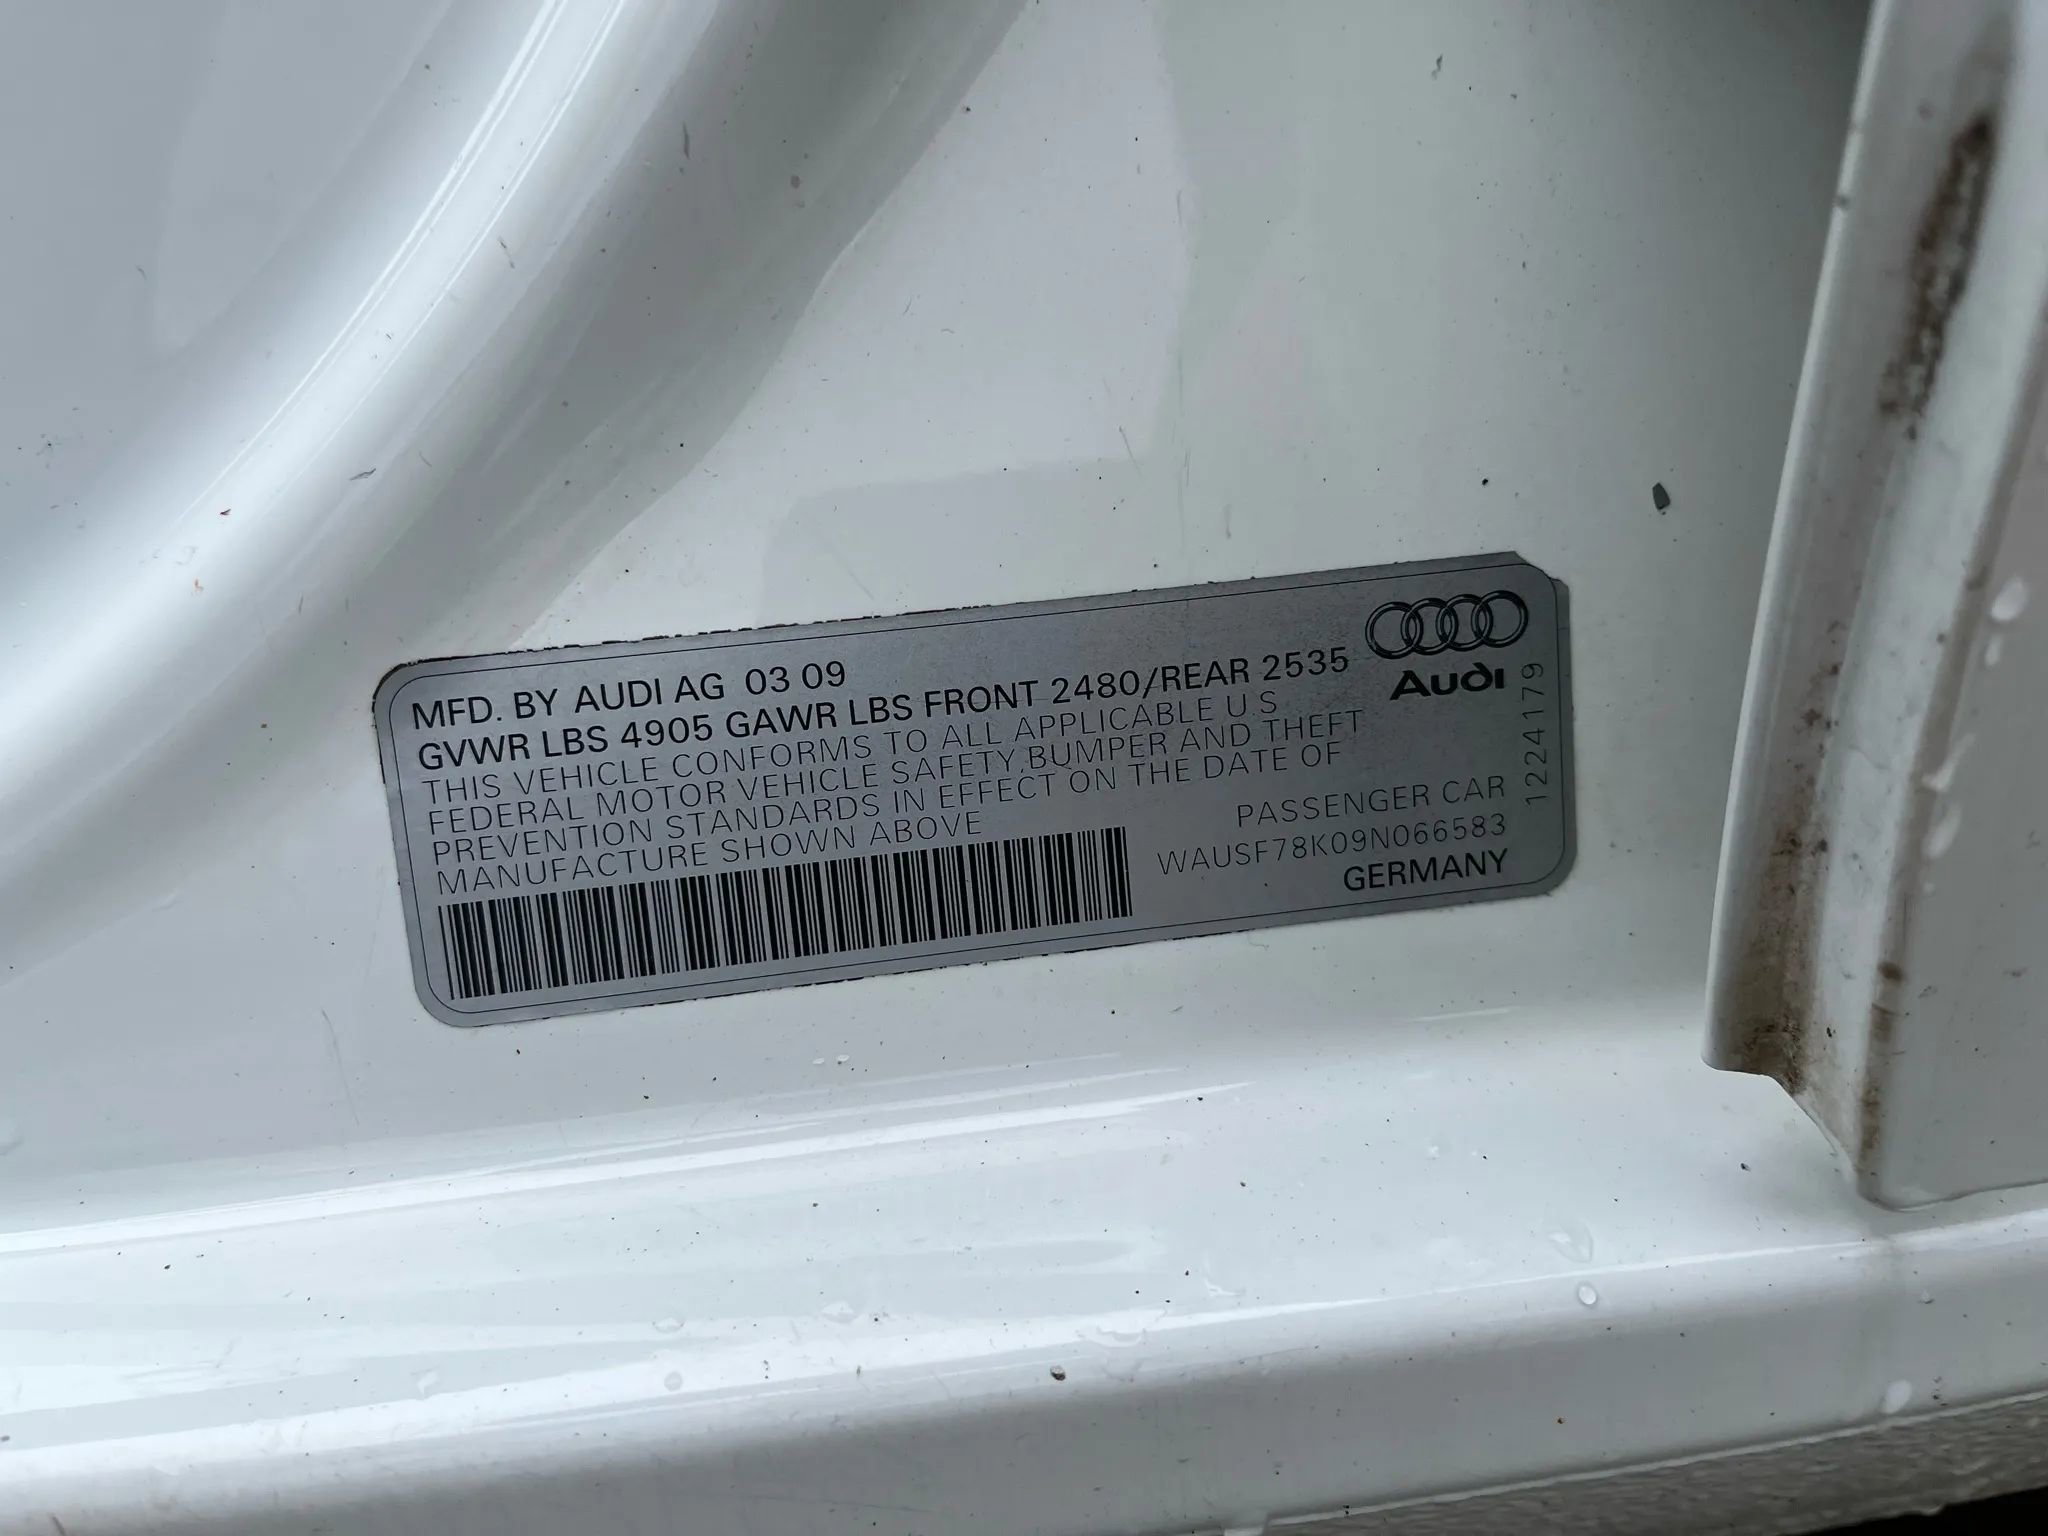 MFD. BY AUDI AG 03 09
GVWR LBS 4905 GAWR LBS FRONT 2480/REAR 2535
THIS VEHICLE CONFORMS TO ALL APPLICABLE U S
FEDERAL MOTOR VEHICLE SAFETY,BUMPER AND THEFT
PREVENTION STANDARDS IN EFFECT ON THE DATE OF
MANUFACTURE SHOWN ABOVE
Audi
PASSENGER CAR
WAUSF78K09N066583
GERMANY
1224179